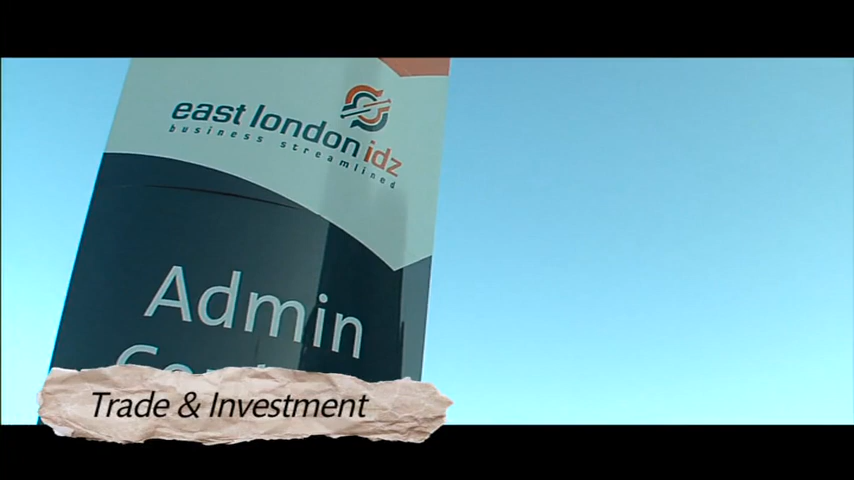 east london idz
business streamlined
Admin
Trade & Investment